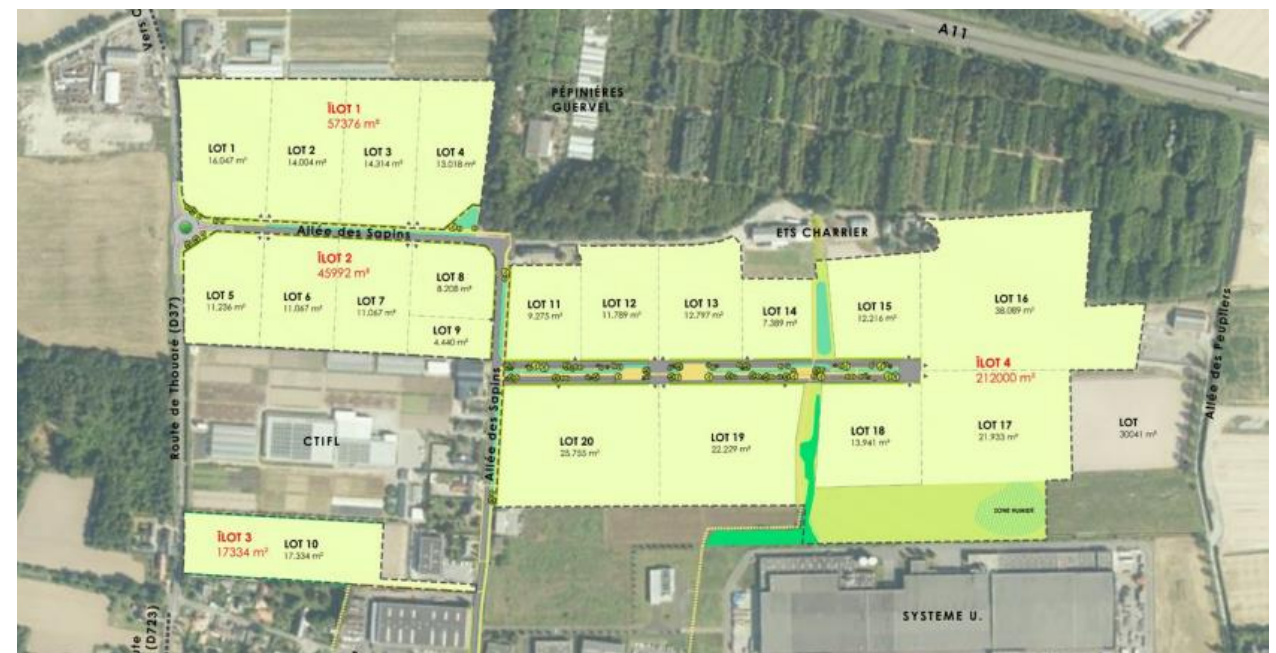 A11
PÉPINIÈRES
GUERVEL
ÎLOT 1
57376 m²
LOT 1
16.047 m²
LOT 2
14.004 m²
LOT 3
14.314 m²
LOT 4
13.018 m²
Allée des Sapins
ETS CHARRIER
ÎLOT 2
45992 m²
LOT 5
11.236 m²
LOT 6
11.067 m²
LOT 7
11.067 m²
LOT 8
8.208 m²
LOT 9
4.440 m²
LOT 11
9.275 m²
LOT 12
11.789 m²
LOT 13
12.797 m²
LOT 14
7.389 m²
LOT 15
12.216 m²
LOT 16
38.089 m²
ÎLOT 4
212000 m²
Route de Thouaré (D37)
Allée des Sapins
Allée des Peupliers
CTIFL
LOT 20
25.755 m²
LOT 19
22.229 m²
LOT 18
13.941 m²
LOT 17
21.933 m²
LOT
30041 m²
ZONE HUMIDE
ÎLOT 3
17334 m²
LOT 10
17.334 m²
SYSTEME U.
Vers
(D723)